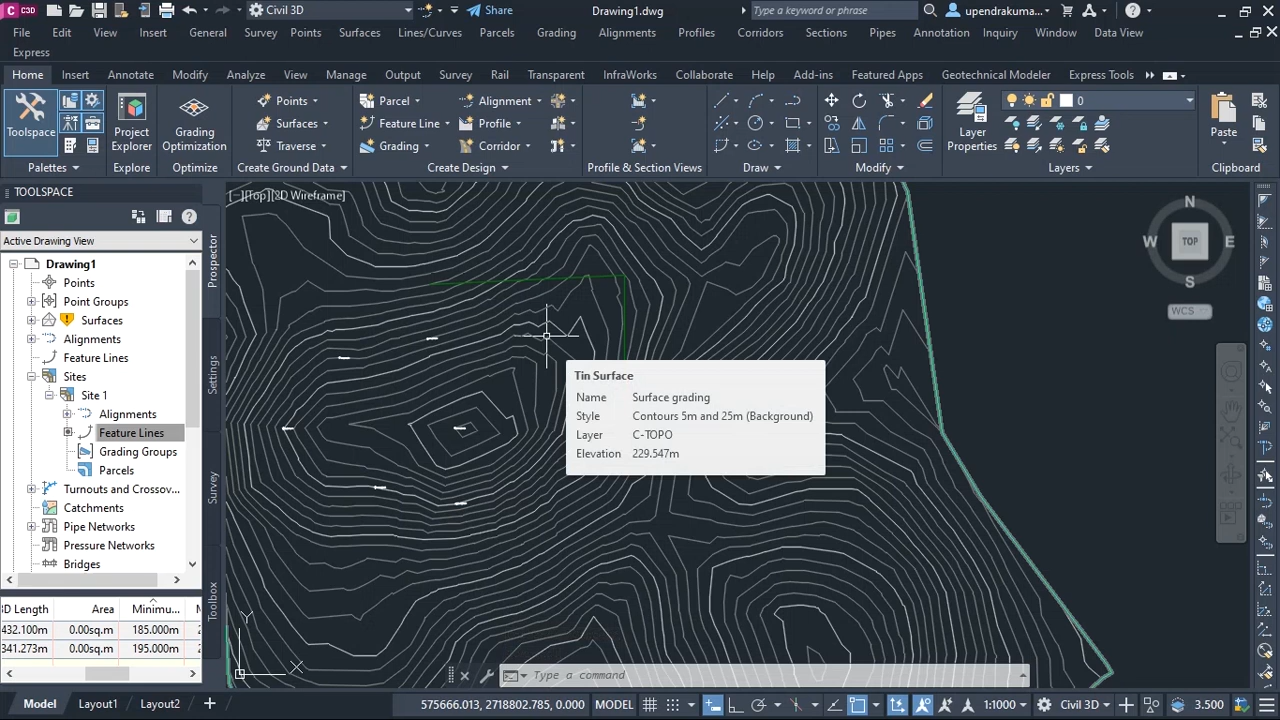 C 3D Civil 3D Share Drawing1.dwg Type a keyword or phrase upendrakuma...
File Edit View Insert General Survey Points Surfaces Lines/Curves Parcels Grading Alignments Profiles Corridors Sections Pipes Annotation Inquiry Window Data View
Express
Home Insert Annotate Modify Analyze View Manage Output Survey Rail Transparent InfraWorks Collaborate Help Add-ins Featured Apps Geotechnical Modeler Express Tools
Points Parcel Alignment 0
Toolspace Project Explorer Grading Optimization Surfaces Feature Line Profile Layer Properties Paste
Traverse Grading Corridor
Palettes Explore Optimize Create Ground Data Create Design Profile & Section Views Draw Modify Layers Clipboard
TOOLSPACE
[−][Top][2D Wireframe]
Active Drawing View
Drawing1
Points
Point Groups
Surfaces
Alignments
Feature Lines
Sites
Site 1
Alignments
Feature Lines
Grading Groups
Parcels
Turnouts and Crossov...
Catchments
Pipe Networks
Pressure Networks
Bridges
Prospector
Settings
Survey
Toolbox
3D Length Area Minimu...
432.100m 0.00sq.m 185.000m
341.273m 0.00sq.m 195.000m
N
W TOP E
S
WCS
Tin Surface
Name Surface grading
Style Contours 5m and 25m (Background)
Layer C-TOPO
Elevation 229.547m
Y
X
Type a command
Model Layout1 Layout2 + 575666.013, 2718802.785, 0.000 MODEL 1:1000 Civil 3D 3.500